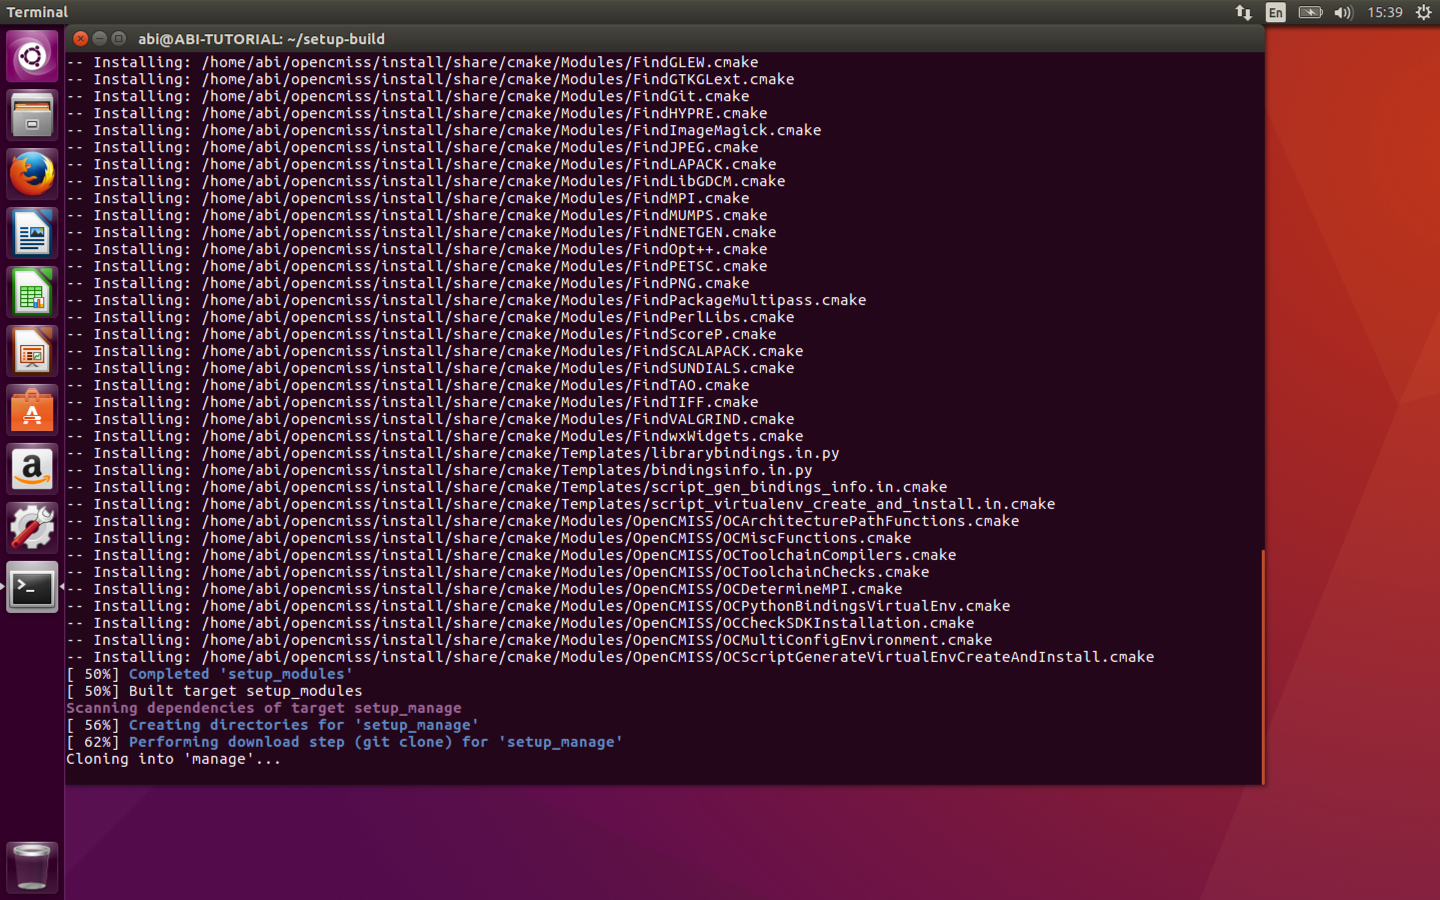 Terminal
En
15:39
abi@ABI-TUTORIAL: ~/setup-build
-- Installing: /home/abi/opencmiss/install/share/cmake/Modules/FindGLEW.cmake
-- Installing: /home/abi/opencmiss/install/share/cmake/Modules/FindGTKGLext.cmake
-- Installing: /home/abi/opencmiss/install/share/cmake/Modules/FindGit.cmake
-- Installing: /home/abi/opencmiss/install/share/cmake/Modules/FindHYPRE.cmake
-- Installing: /home/abi/opencmiss/install/share/cmake/Modules/FindImageMagick.cmake
-- Installing: /home/abi/opencmiss/install/share/cmake/Modules/FindJPEG.cmake
-- Installing: /home/abi/opencmiss/install/share/cmake/Modules/FindLAPACK.cmake
-- Installing: /home/abi/opencmiss/install/share/cmake/Modules/FindLibGDCM.cmake
-- Installing: /home/abi/opencmiss/install/share/cmake/Modules/FindMPI.cmake
-- Installing: /home/abi/opencmiss/install/share/cmake/Modules/FindMUMPS.cmake
-- Installing: /home/abi/opencmiss/install/share/cmake/Modules/FindNETGEN.cmake
-- Installing: /home/abi/opencmiss/install/share/cmake/Modules/FindOpt++.cmake
-- Installing: /home/abi/opencmiss/install/share/cmake/Modules/FindPETSC.cmake
-- Installing: /home/abi/opencmiss/install/share/cmake/Modules/FindPNG.cmake
-- Installing: /home/abi/opencmiss/install/share/cmake/Modules/FindPackageMultipass.cmake
-- Installing: /home/abi/opencmiss/install/share/cmake/Modules/FindPerlLibs.cmake
-- Installing: /home/abi/opencmiss/install/share/cmake/Modules/FindScoreP.cmake
-- Installing: /home/abi/opencmiss/install/share/cmake/Modules/FindSCALAPACK.cmake
-- Installing: /home/abi/opencmiss/install/share/cmake/Modules/FindSUNDIALS.cmake
-- Installing: /home/abi/opencmiss/install/share/cmake/Modules/FindTAO.cmake
-- Installing: /home/abi/opencmiss/install/share/cmake/Modules/FindTIFF.cmake
-- Installing: /home/abi/opencmiss/install/share/cmake/Modules/FindVALGRIND.cmake
-- Installing: /home/abi/opencmiss/install/share/cmake/Modules/FindwxWidgets.cmake
-- Installing: /home/abi/opencmiss/install/share/cmake/Templates/librarybindings.in.py
-- Installing: /home/abi/opencmiss/install/share/cmake/Templates/bindingsinfo.in.py
-- Installing: /home/abi/opencmiss/install/share/cmake/Templates/script_gen_bindings_info.in.cmake
-- Installing: /home/abi/opencmiss/install/share/cmake/Templates/script_virtualenv_create_and_install.in.cmake
-- Installing: /home/abi/opencmiss/install/share/cmake/Modules/OpenCMISS/OCArchitecturePathFunctions.cmake
-- Installing: /home/abi/opencmiss/install/share/cmake/Modules/OpenCMISS/OCMiscFunctions.cmake
-- Installing: /home/abi/opencmiss/install/share/cmake/Modules/OpenCMISS/OCToolchainCompilers.cmake
-- Installing: /home/abi/opencmiss/install/share/cmake/Modules/OpenCMISS/OCToolchainChecks.cmake
-- Installing: /home/abi/opencmiss/install/share/cmake/Modules/OpenCMISS/OCDetermineMPI.cmake
-- Installing: /home/abi/opencmiss/install/share/cmake/Modules/OpenCMISS/OCPythonBindingsVirtualEnv.cmake
-- Installing: /home/abi/opencmiss/install/share/cmake/Modules/OpenCMISS/OCCheckSDKInstallation.cmake
-- Installing: /home/abi/opencmiss/install/share/cmake/Modules/OpenCMISS/OCMultiConfigEnvironment.cmake
-- Installing: /home/abi/opencmiss/install/share/cmake/Modules/OpenCMISS/OCScriptGenerateVirtualEnvCreateAndInstall.cmake
[ 50%] Completed 'setup_modules'
[ 50%] Built target setup_modules
Scanning dependencies of target setup_manage
[ 56%] Creating directories for 'setup_manage'
[ 62%] Performing download step (git clone) for 'setup_manage'
Cloning into 'manage'...